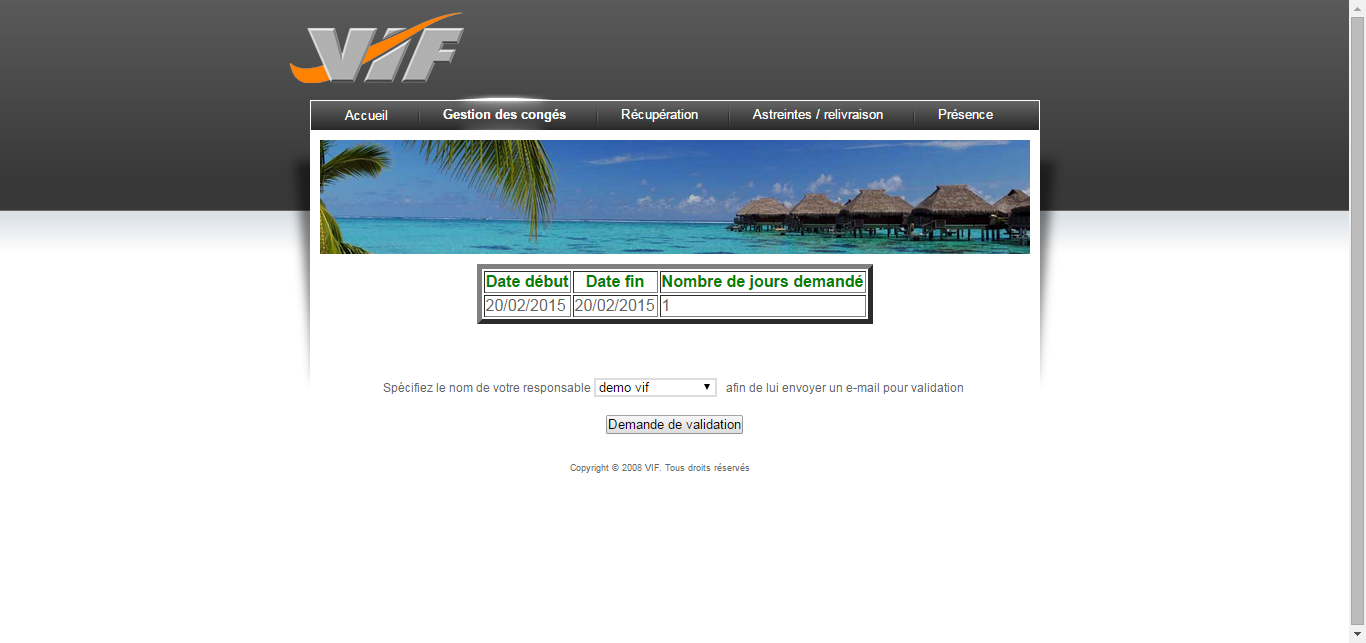 VIF
Accueil Gestion des congés Récupération Astreintes / relivraison Présence
Date début Date fin Nombre de jours demandé
20/02/2015 20/02/2015 1
Spécifiez le nom de votre responsable demo vif afin de lui envoyer un e-mail pour validation
Demande de validation
Copyright © 2008 VIF. Tous droits réservés